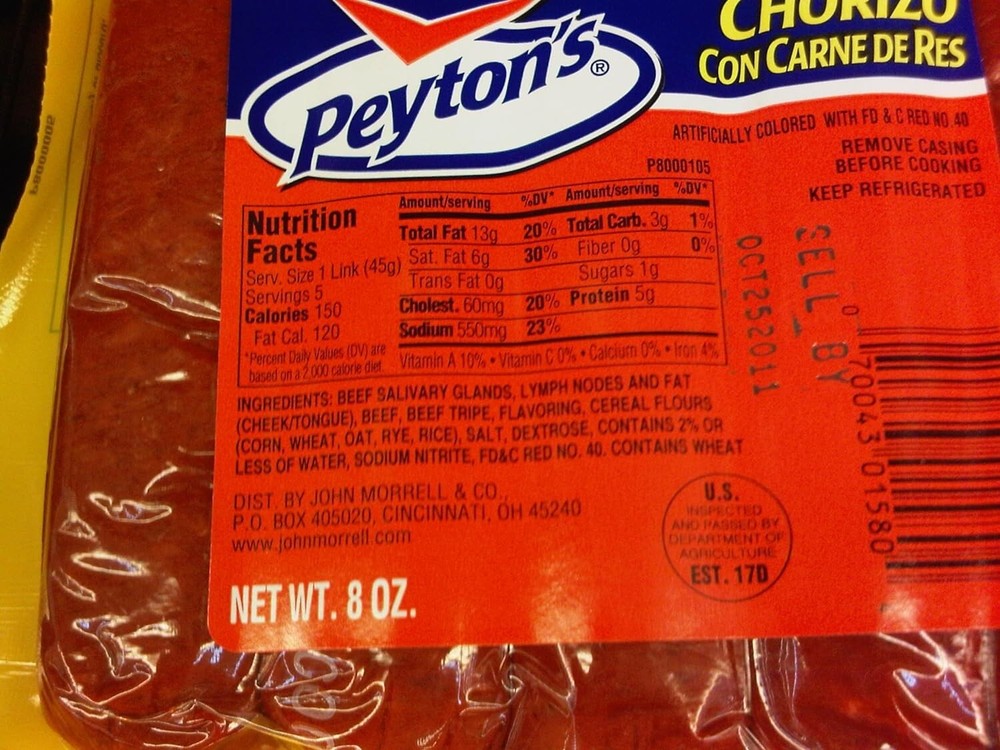 CHORIZO
CON CARNE DE RES
Peyton's®
ARTIFICIALLY COLORED WITH FD & C RED NO. 40
REMOVE CASING
BEFORE COOKING
KEEP REFRIGERATED
P8000105
Nutrition
Facts
Serv. Size 1 Link (45g)
Servings 5
Calories 150
Fat Cal. 120
*Percent Daily Values (DV) are
based on a 2,000 calorie diet.
Amount/serving %DV* Amount/serving %DV*
Total Fat 13g 20% Total Carb. 3g 1%
Sat. Fat 6g 30% Fiber 0g 0%
Trans Fat 0g Sugars 1g
Cholest. 60mg 20% Protein 5g
Sodium 550mg 23%
Vitamin A 10% • Vitamin C 0% • Calcium 0% • Iron 4%
SELL BY
OCT252011
INGREDIENTS: BEEF SALIVARY GLANDS, LYMPH NODES AND FAT
(CHEEK/TONGUE), BEEF, BEEF TRIPE, FLAVORING, CEREAL FLOURS
(CORN, WHEAT, OAT, RYE, RICE), SALT, DEXTROSE, CONTAINS 2% OR
LESS OF WATER, SODIUM NITRITE, FD&C RED NO. 40. CONTAINS WHEAT
DIST. BY JOHN MORRELL & CO.,
P.O. BOX 405020, CINCINNATI, OH 45240
www.johnmorrell.com
U.S.
INSPECTED
AND PASSED BY
DEPARTMENT OF
AGRICULTURE
EST. 17D
0 70043 01580
NET WT. 8 OZ.